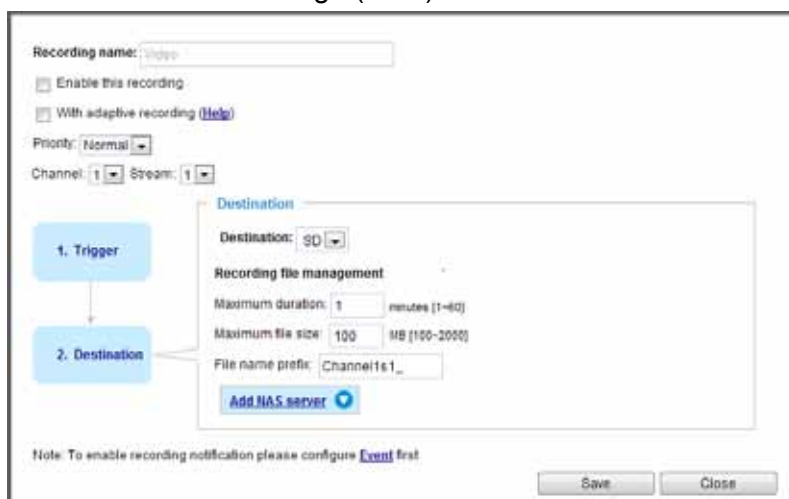 Recording name: Video
Enable this recording
With adaptive recording (Help)
Priority: Normal
Channel: 1 Stream: 1
1. Trigger
2. Destination
Destination
Destination: SD
Recording file management
Maximum duration: 1 minutes [1~60]
Maximum file size: 100 MB [100~2000]
File name prefix: Channel1s1_
Add NAS server
Note: To enable recording notification please configure Event first
Save Close